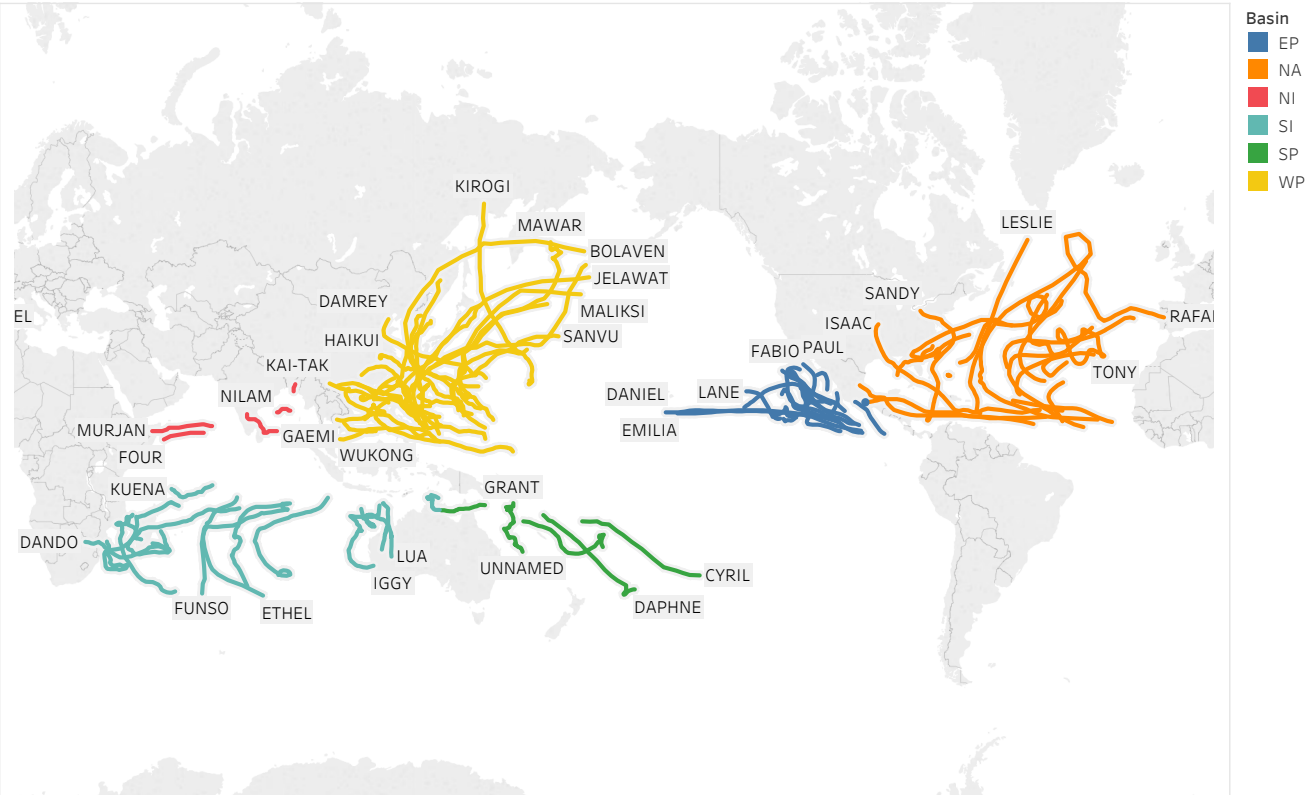 Basin
EP
NA
NI
SI
SP
WP
KIROGI
LESLIE
MAWAR
BOLAVEN
JELAWAT
SANDY
DAMREY
MALIKSI
EL
RAFA
ISAAC
HAIKUI
SANVU
FABIO
PAUL
KAI-TAK
TONY
NILAM
DANIEL
LANE
MURJAN
GAEMI
EMILIA
FOUR
WUKONG
KUENA
GRANT
DANDO
LUA
UNNAMED
CYRIL
IGGY
FUNSO
ETHEL
DAPHNE